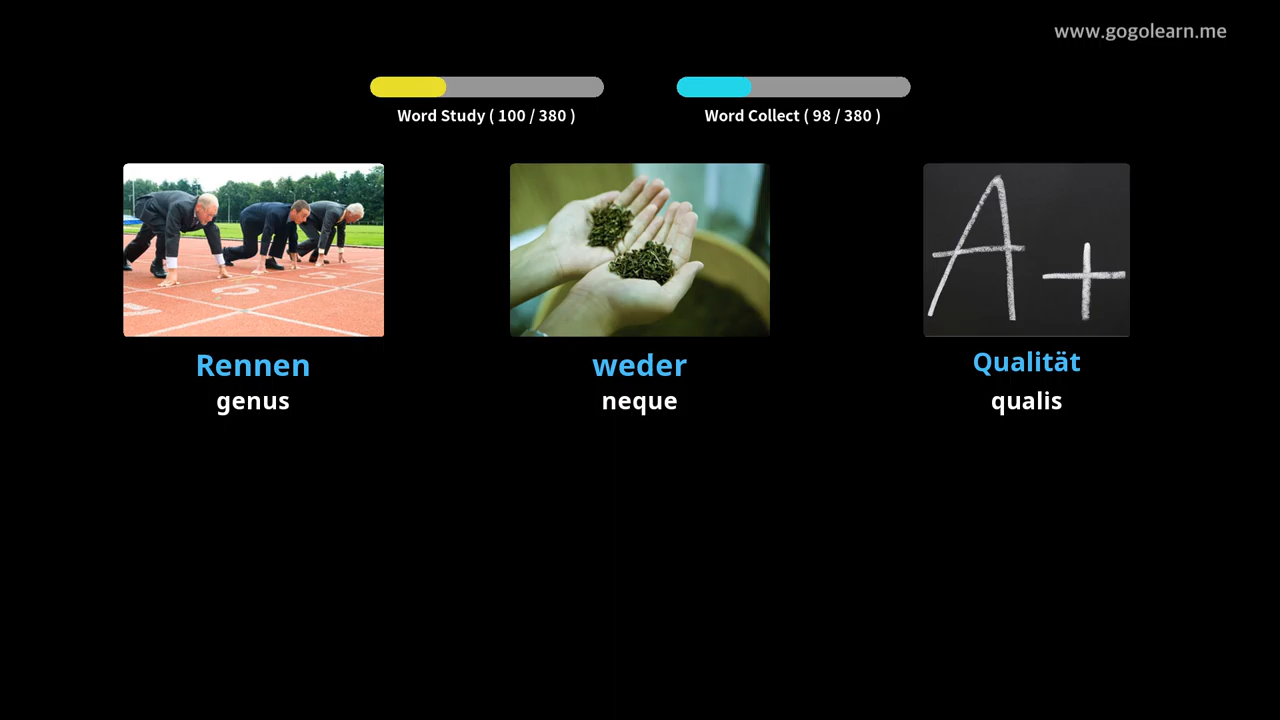 www.gogolearn.me
Word Study ( 100 / 380 )
Word Collect ( 98 / 380 )
A+
Rennen
genus
weder
neque
Qualität
qualis